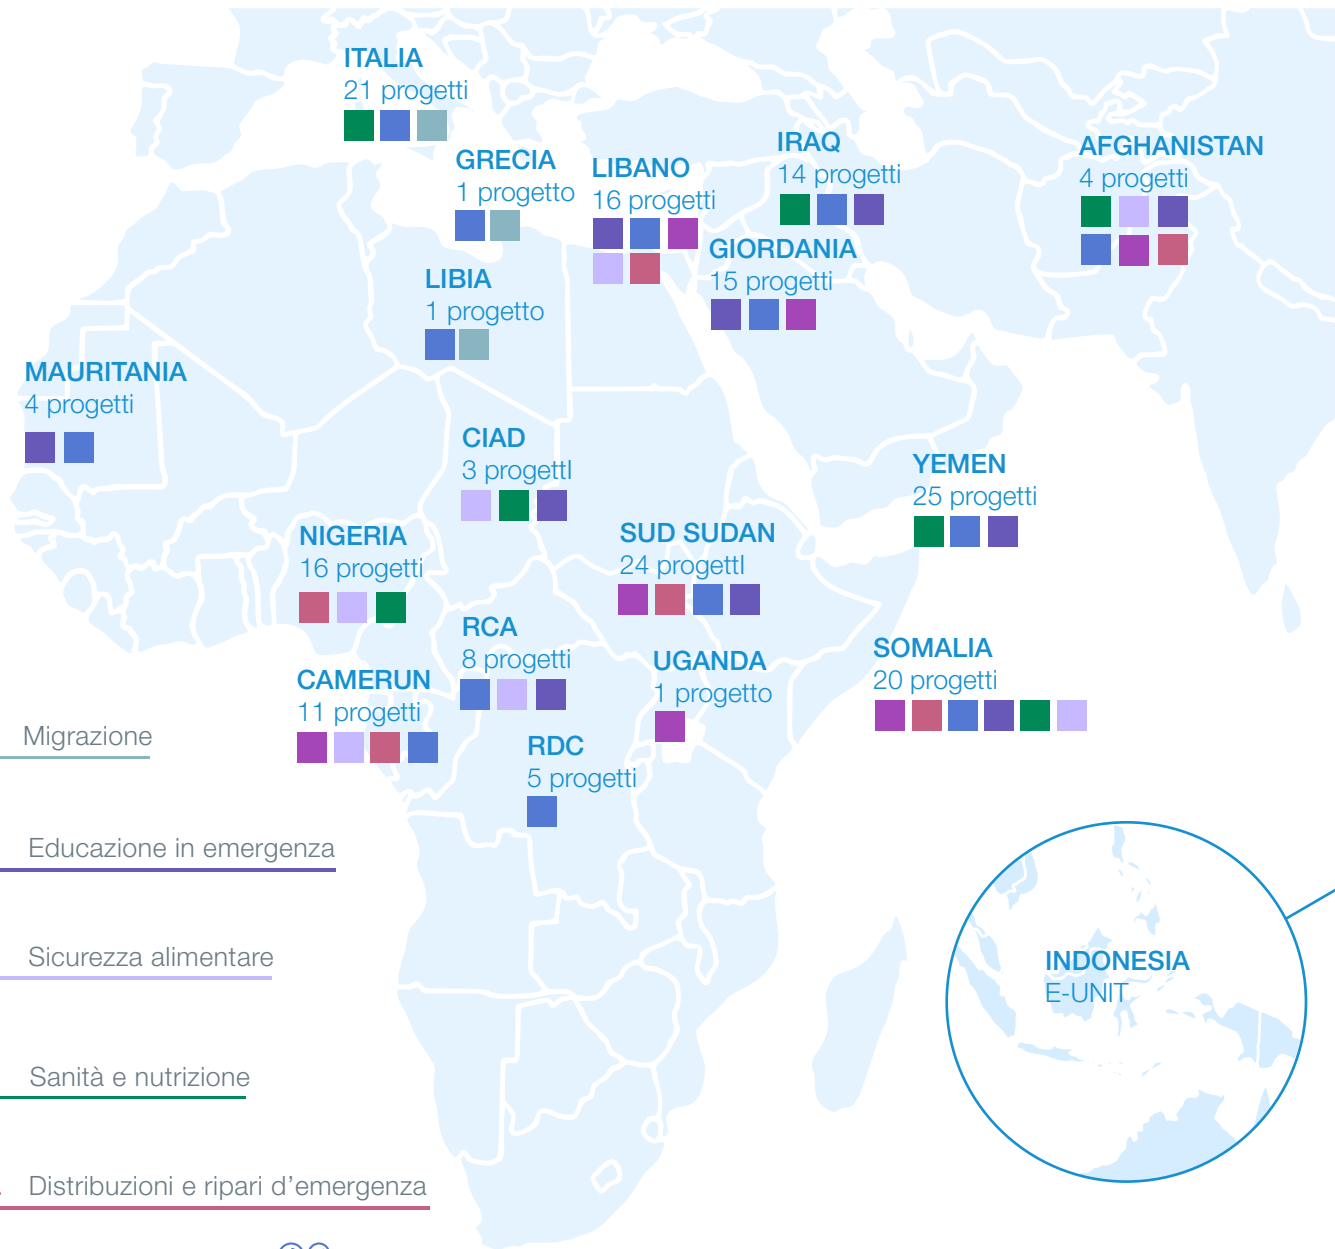 ITALIA
21 progetti
GRECIA
1 progetto
LIBANO
16 progetti
IRAQ
14 progetti
AFGHANISTAN
4 progetti
GIORDANIA
15 progetti
LIBIA
1 progetto
MAURITANIA
4 progetti
CIAD
3 progettI
YEMEN
25 progetti
NIGERIA
16 progetti
SUD SUDAN
24 progettI
RCA
8 progetti
UGANDA
1 progetto
SOMALIA
20 progetti
CAMERUN
11 progetti
RDC
5 progetti
Migrazione
Educazione in emergenza
Sicurezza alimentare
Sanità e nutrizione
Distribuzioni e ripari d’emergenza
INDONESIA
E-UNIT